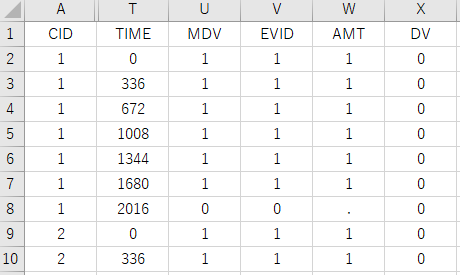 A T U V W X
1 CID TIME MDV EVID AMT DV
2 1 0 1 1 1 0
3 1 336 1 1 1 0
4 1 672 1 1 1 0
5 1 1008 1 1 1 0
6 1 1344 1 1 1 0
7 1 1680 1 1 1 0
8 1 2016 0 0 . 0
9 2 0 1 1 1 0
10 2 336 1 1 1 0